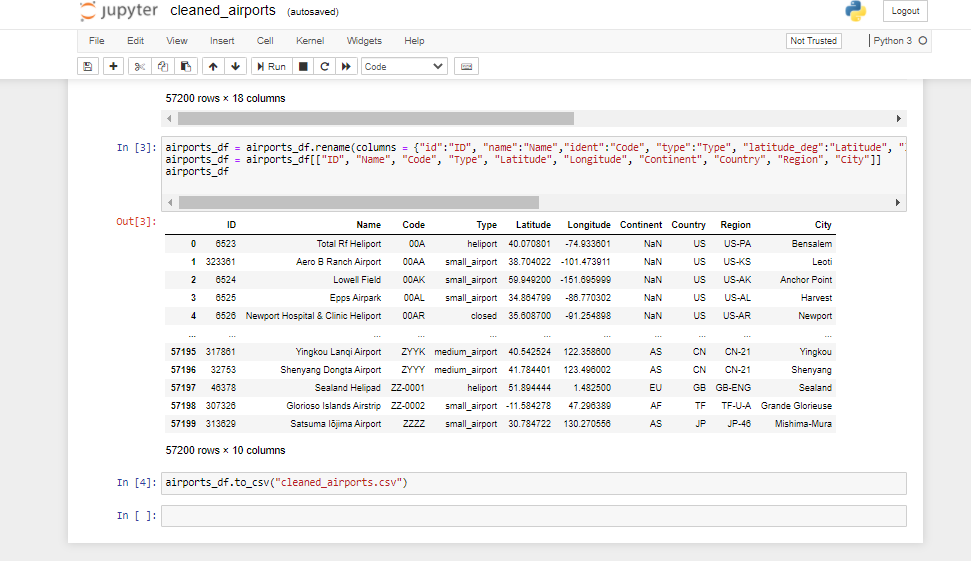 jupyter cleaned_airports (autosaved) Logout
File Edit View Insert Cell Kernel Widgets Help Not Trusted Python 3
Run Code
57200 rows × 18 columns
In [3]: airports_df = airports_df.rename(columns = {"id":"ID", "name":"Name","ident":"Code", "type":"Type", "latitude_deg":"Latitude", "
airports_df = airports_df[["ID", "Name", "Code", "Type", "Latitude", "Longitude", "Continent", "Country", "Region", "City"]]
airports_df
Out[3]:
ID Name Code Type Latitude Longitude Continent Country Region City
0 6523 Total Rf Heliport 00A heliport 40.070801 -74.933601 NaN US US-PA Bensalem
1 323361 Aero B Ranch Airport 00AA small_airport 38.704022 -101.473911 NaN US US-KS Leoti
2 6524 Lowell Field 00AK small_airport 59.949200 -151.695999 NaN US US-AK Anchor Point
3 6525 Epps Airpark 00AL small_airport 34.864799 -86.770302 NaN US US-AL Harvest
4 6526 Newport Hospital & Clinic Heliport 00AR closed 35.608700 -91.254898 NaN US US-AR Newport
... ... ... ... ... ... ... ... ... ... ...
57195 317861 Yingkou Lanqi Airport ZYYK medium_airport 40.542524 122.358600 AS CN CN-21 Yingkou
57196 32753 Shenyang Dongta Airport ZYYY medium_airport 41.784401 123.496002 AS CN CN-21 Shenyang
57197 46378 Sealand Helipad ZZ-0001 heliport 51.894444 1.482500 EU GB GB-ENG Sealand
57198 307326 Glorioso Islands Airstrip ZZ-0002 small_airport -11.584278 47.296389 AF TF TF-U-A Grande Glorieuse
57199 313629 Satsuma Iōjima Airport ZZZZ small_airport 30.784722 130.270556 AS JP JP-46 Mishima-Mura
57200 rows × 10 columns
In [4]: airports_df.to_csv("cleaned_airports.csv")
In [ ]: